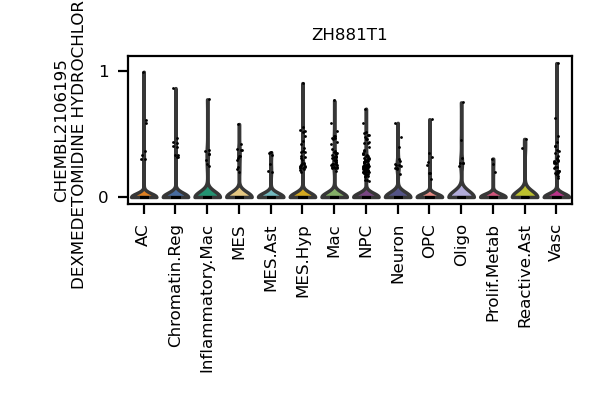 ZH881T1
CHEMBL2106195
DEXMEDETOMIDINE HYDROCHLOR
1
0
AC
Chromatin.Reg
Inflammatory.Mac
MES
MES.Ast
MES.Hyp
Mac
NPC
Neuron
OPC
Oligo
Prolif.Metab
Reactive.Ast
Vasc